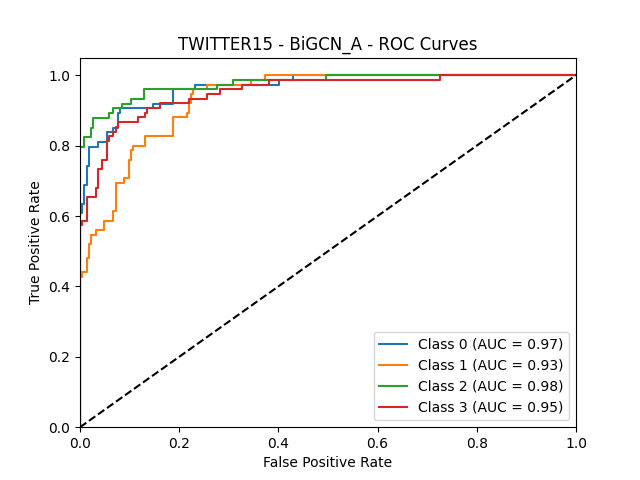 TWITTER15 - BiGCN_A - ROC Curves
1.0
0.8
0.6
0.4
0.2
0.0
True Positive Rate
Class 0 (AUC = 0.97)
Class 1 (AUC = 0.93)
Class 2 (AUC = 0.98)
Class 3 (AUC = 0.95)
0.0 0.2 0.4 0.6 0.8 1.0
False Positive Rate